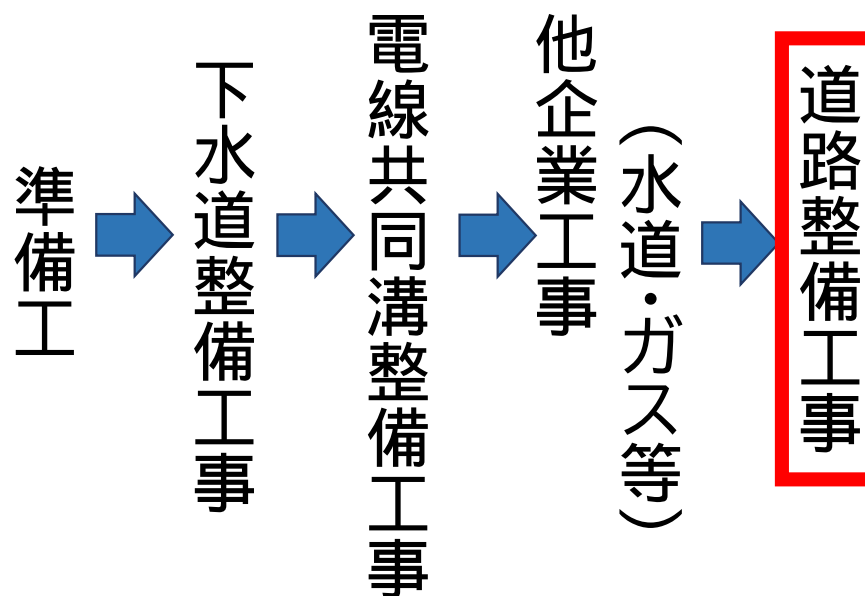 準備工
下水道整備工事
電線共同溝整備工事
他企業工事
（水道・ガス等）
道路整備工事